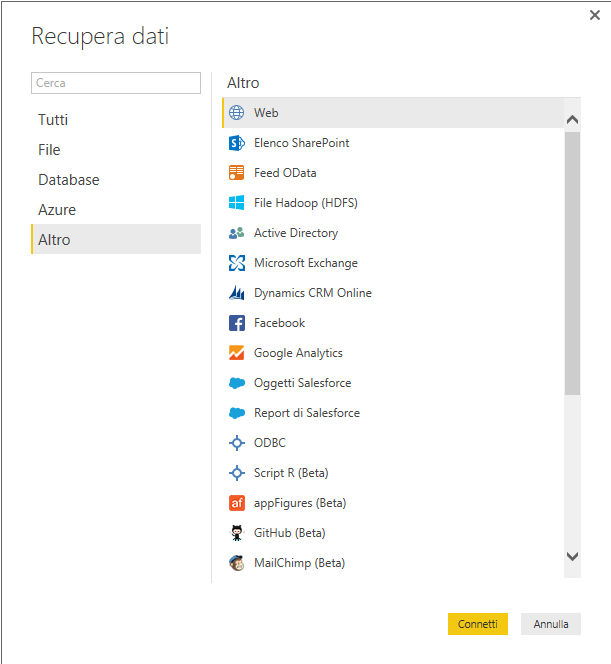 Recupera dati
Cerca
Tutti
File
Database
Azure
Altro
Altro
Web
Elenco SharePoint
Feed OData
File Hadoop (HDFS)
Active Directory
Microsoft Exchange
Dynamics CRM Online
Facebook
Google Analytics
Oggetti Salesforce
Report di Salesforce
ODBC
Script R (Beta)
appFigures (Beta)
GitHub (Beta)
MailChimp (Beta)
Connetti
Annulla